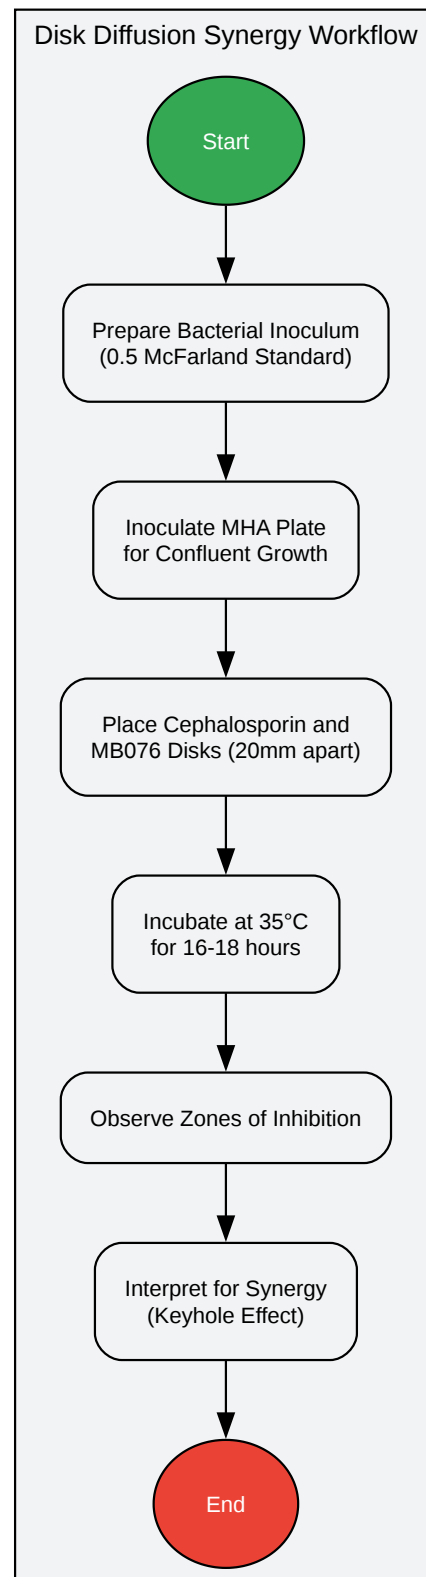 Disk Diffusion Synergy Workflow
Start
Prepare Bacterial Inoculum
(0.5 McFarland Standard)
Inoculate MHA Plate
for Confluent Growth
Place Cephalosporin and
MB076 Disks (20mm apart)
Incubate at 35°C
for 16-18 hours
Observe Zones of Inhibition
Interpret for Synergy
(Keyhole Effect)
End